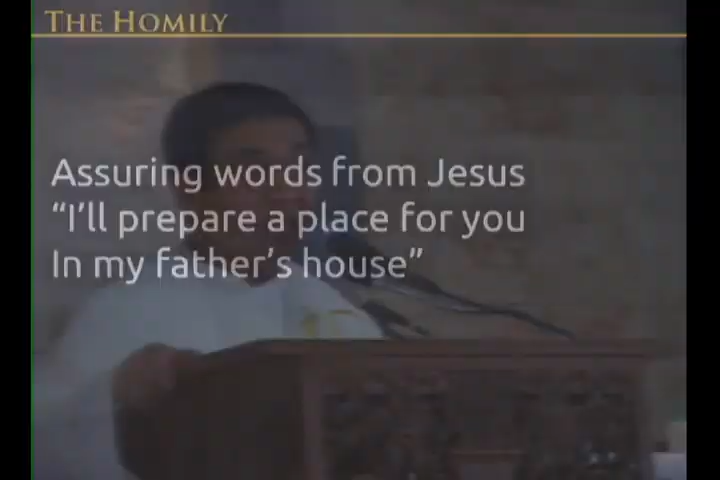 THE HOMILY
Assuring words from Jesus
“I’ll prepare a place for you
In my father’s house”